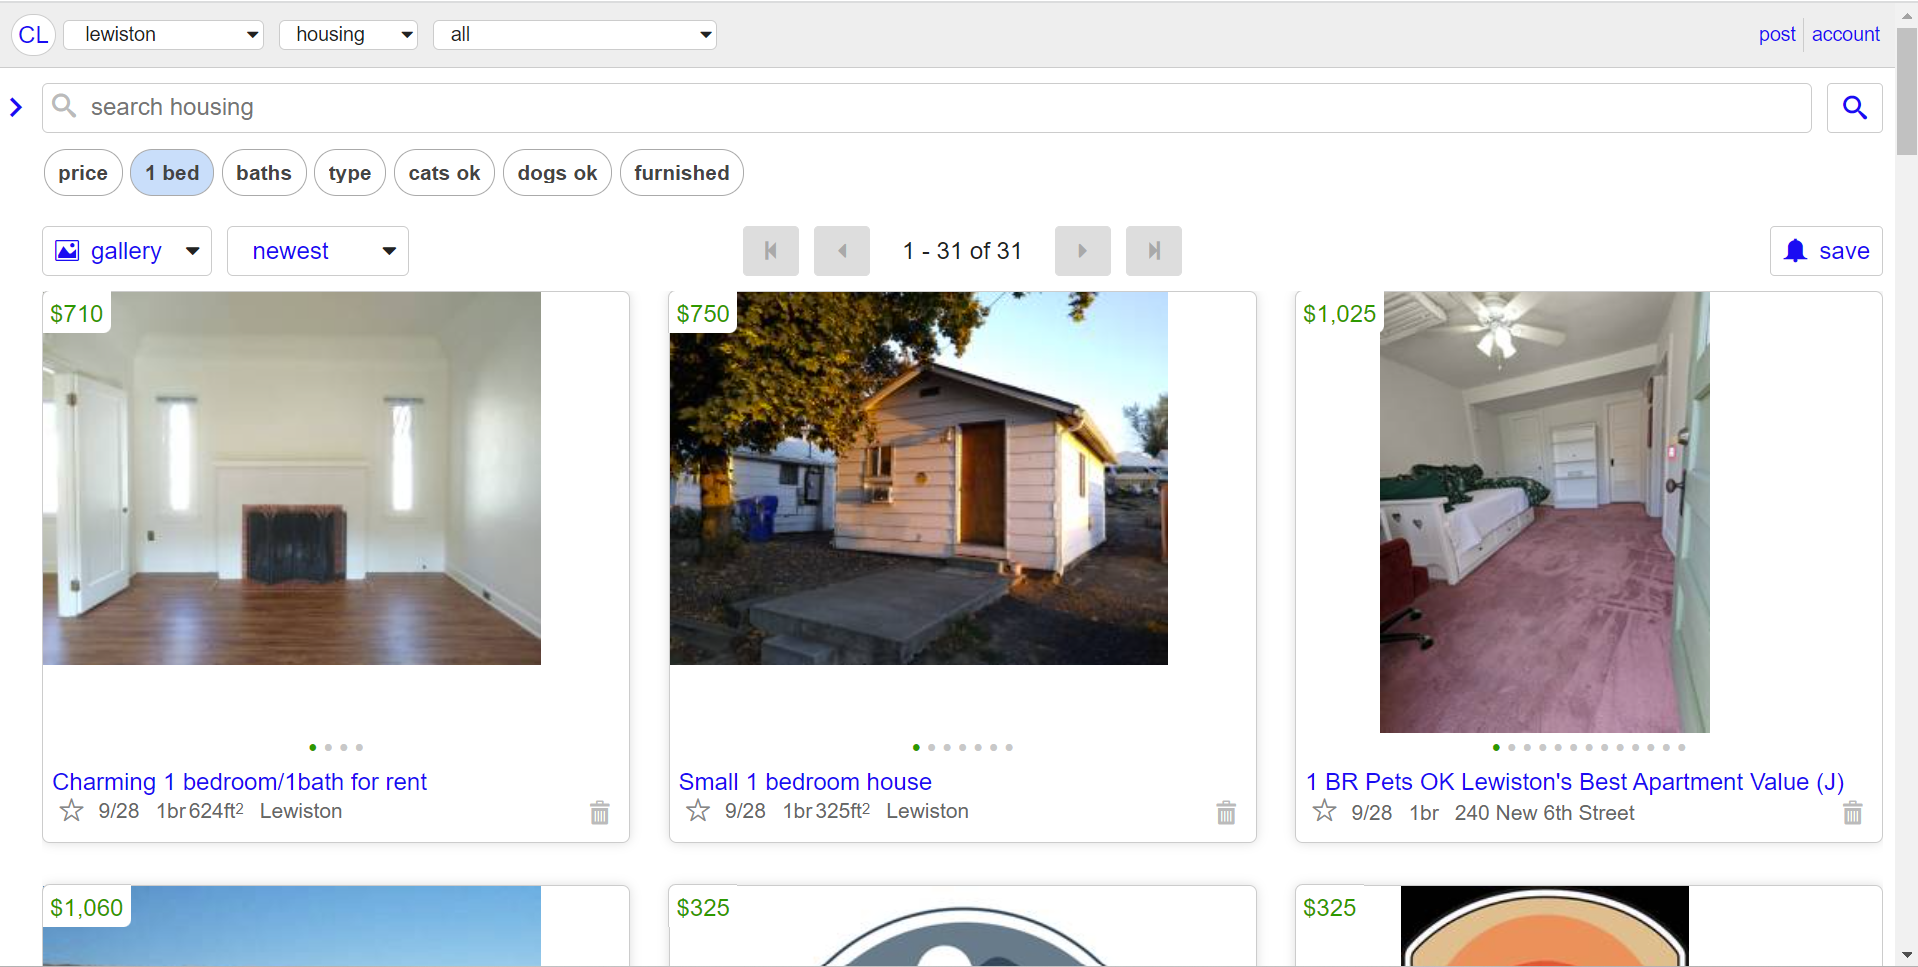 CL lewiston housing all post account
search housing
price 1 bed baths type cats ok dogs ok furnished
gallery newest 1 - 31 of 31 save
$710 $750 $1,025
Charming 1 bedroom/1bath for rent
9/28 1br 624ft2 Lewiston
Small 1 bedroom house
9/28 1br 325ft2 Lewiston
1 BR Pets OK Lewiston's Best Apartment Value (J)
9/28 1br 240 New 6th Street
$1,060 $325 $325